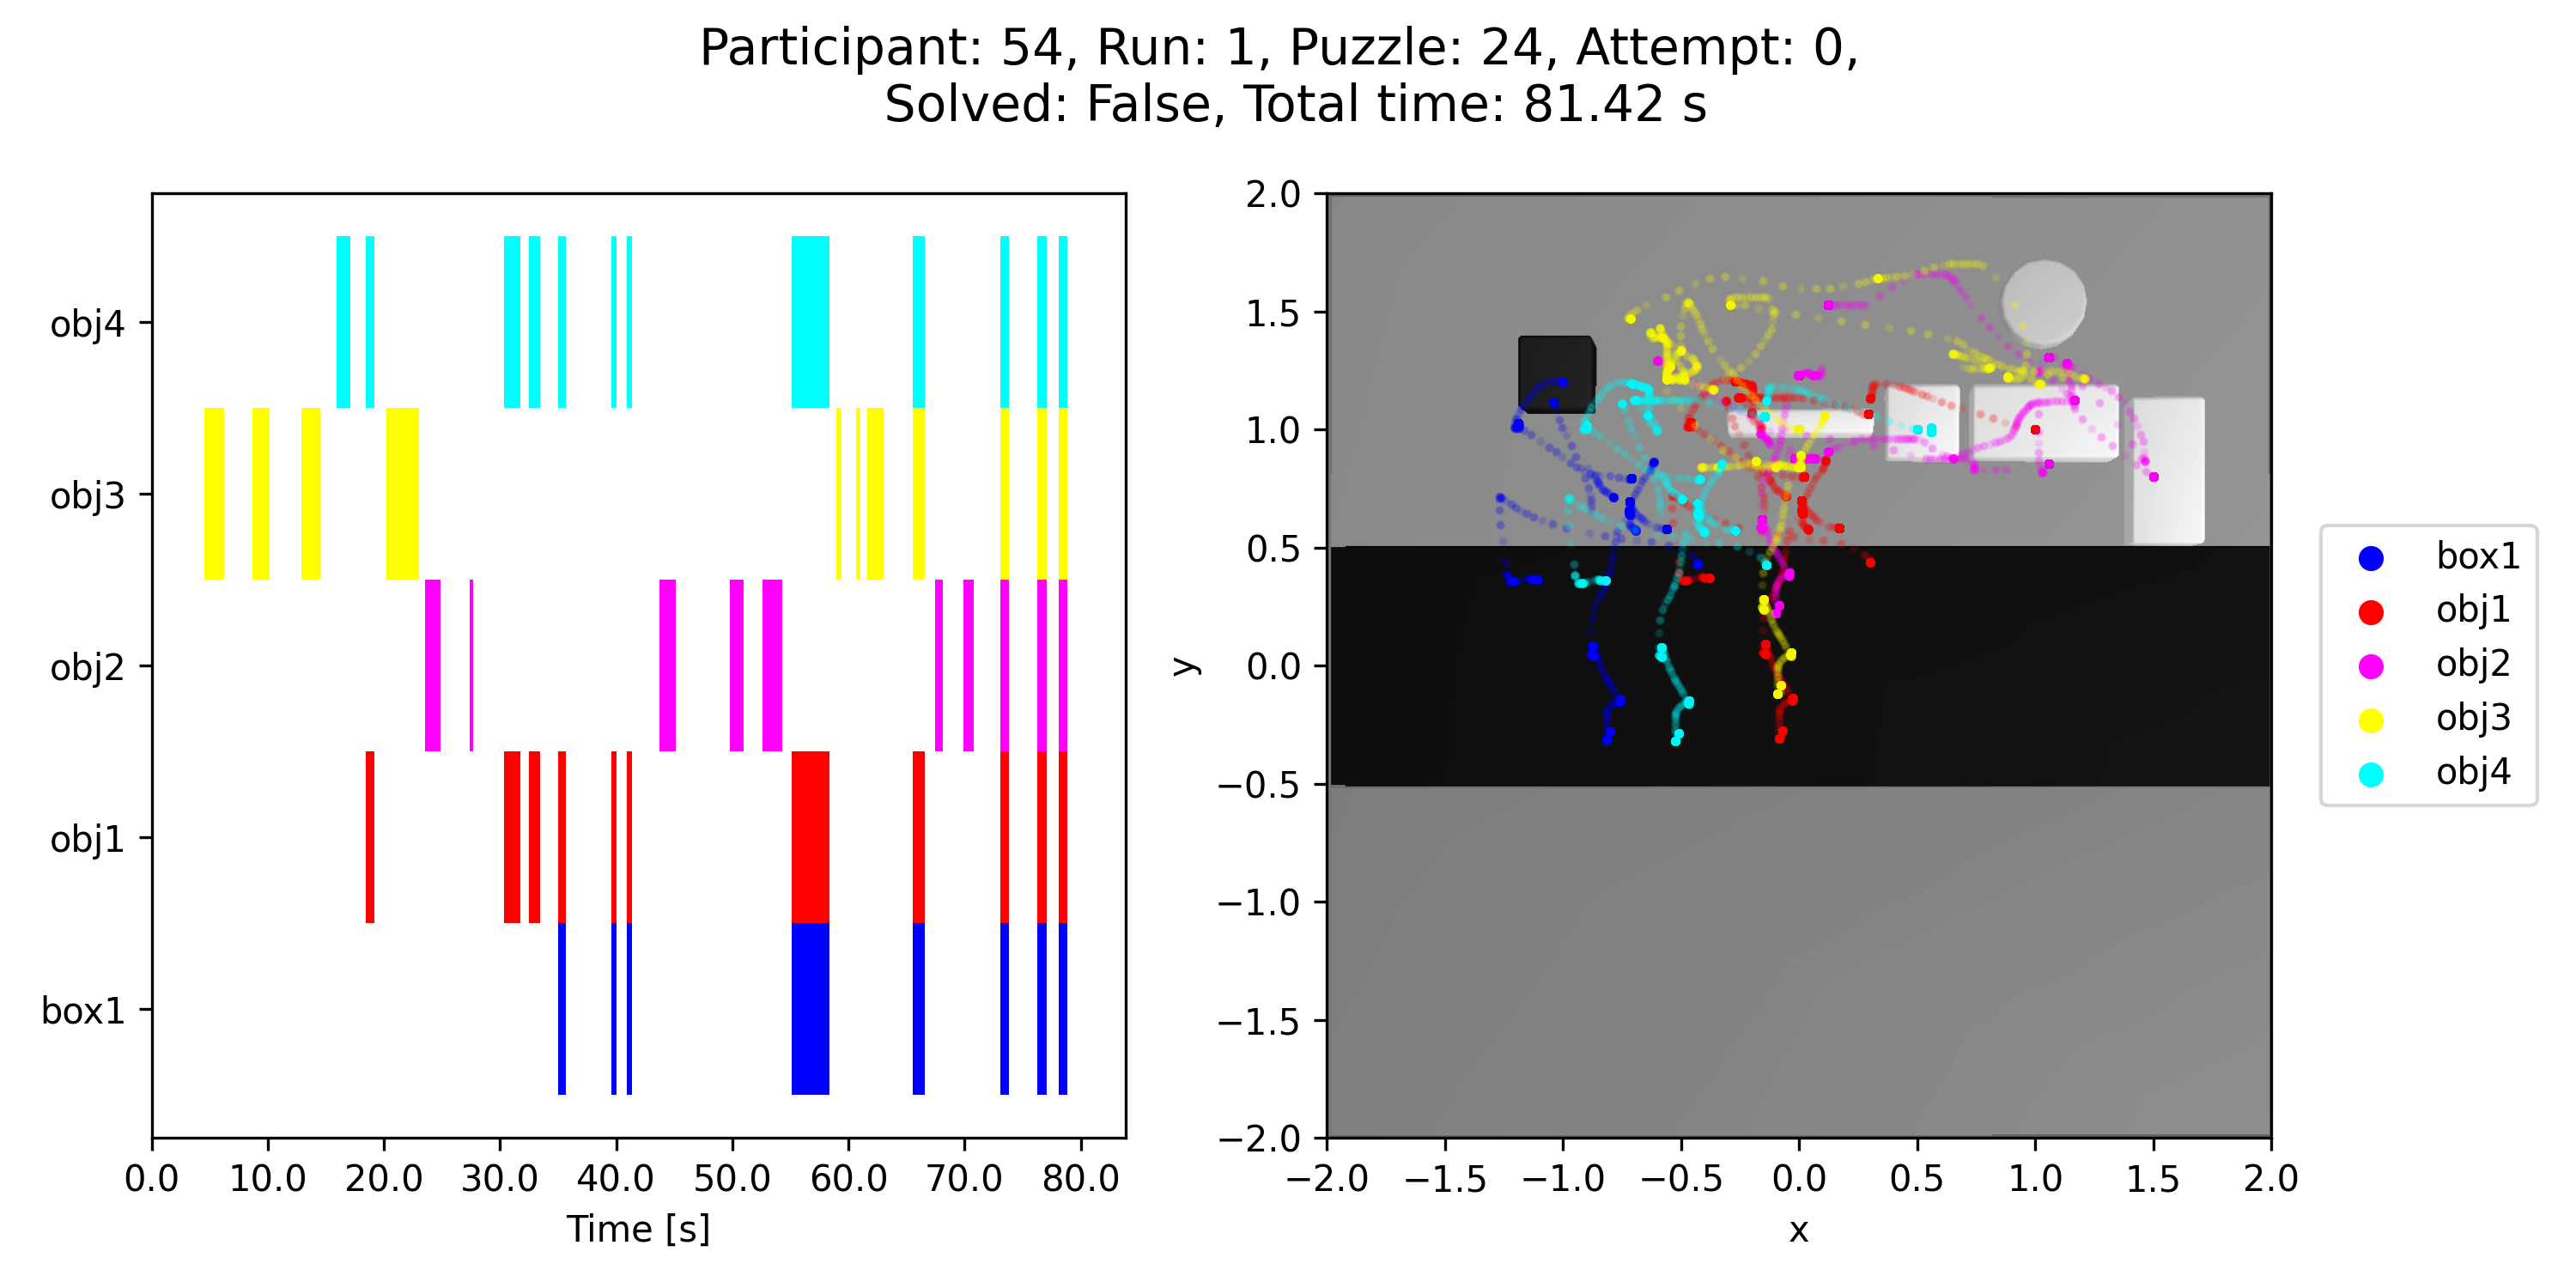 Participant: 54, Run: 1, Puzzle: 24, Attempt: 0,
Solved: False, Total time: 81.42 s
obj4
obj3
obj2
obj1
box1
0.0 10.0 20.0 30.0 40.0 50.0 60.0 70.0 80.0
Time [s]
2.0
1.5
1.0
0.5
0.0
−0.5
−1.0
−1.5
−2.0
y
−2.0 −1.5 −1.0 −0.5 0.0 0.5 1.0 1.5 2.0
x
box1
obj1
obj2
obj3
obj4